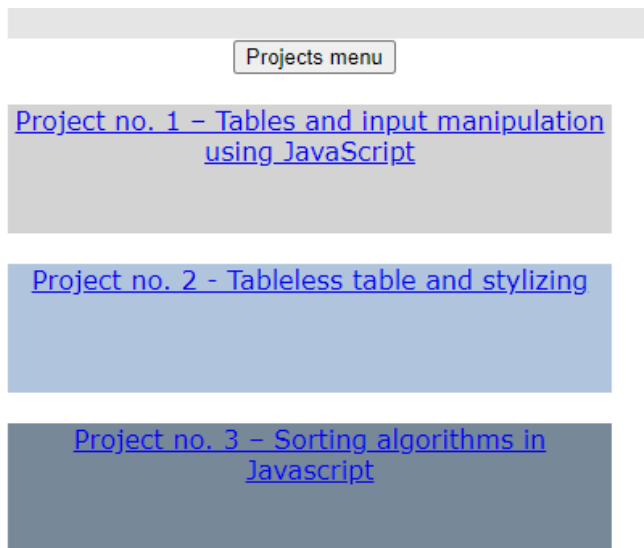 Projects menu
Project no. 1 – Tables and input manipulation
using JavaScript
Project no. 2 - Tableless table and stylizing
Project no. 3 – Sorting algorithms in
Javascript